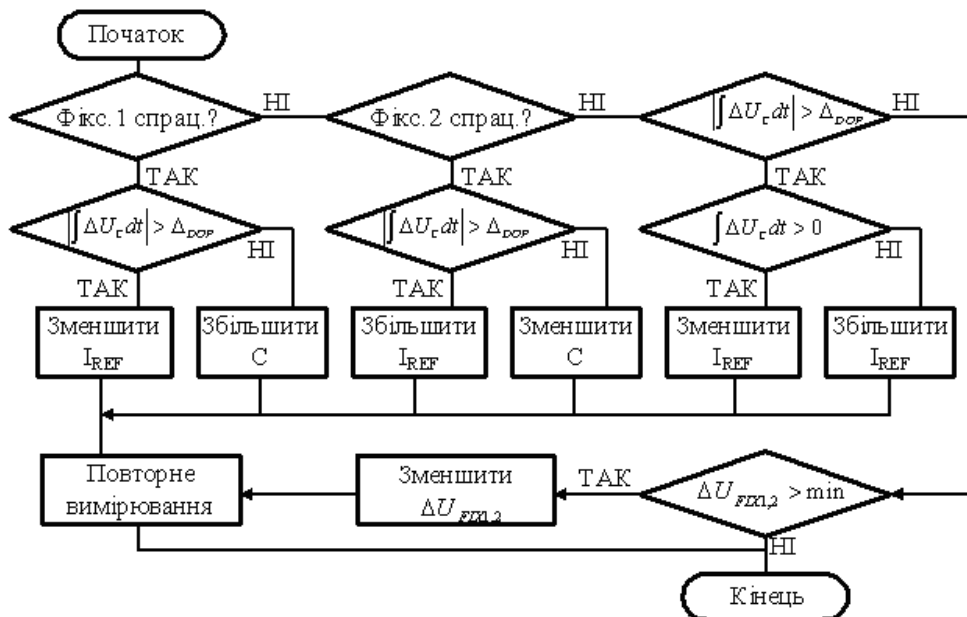 Початок
Фікс. 1 спрац.?
НІ
Фікс. 2 спрац.?
НІ
|∫ΔU_C dt| > Δ_DOP
НІ
ТАК
ТАК
ТАК
|∫ΔU_C dt| > Δ_DOP
НІ
|∫ΔU_C dt| > Δ_DOP
НІ
∫ΔU_C dt > 0
НІ
ТАК
ТАК
ТАК
Зменшити
I_REF
Збільшити
С
Збільшити
I_REF
Зменшити
С
Зменшити
I_REF
Збільшити
I_REF
Повторне
вимірювання
Зменшити
ΔU_FIX1,2
ТАК
ΔU_FIX1,2 > min
НІ
Кінець